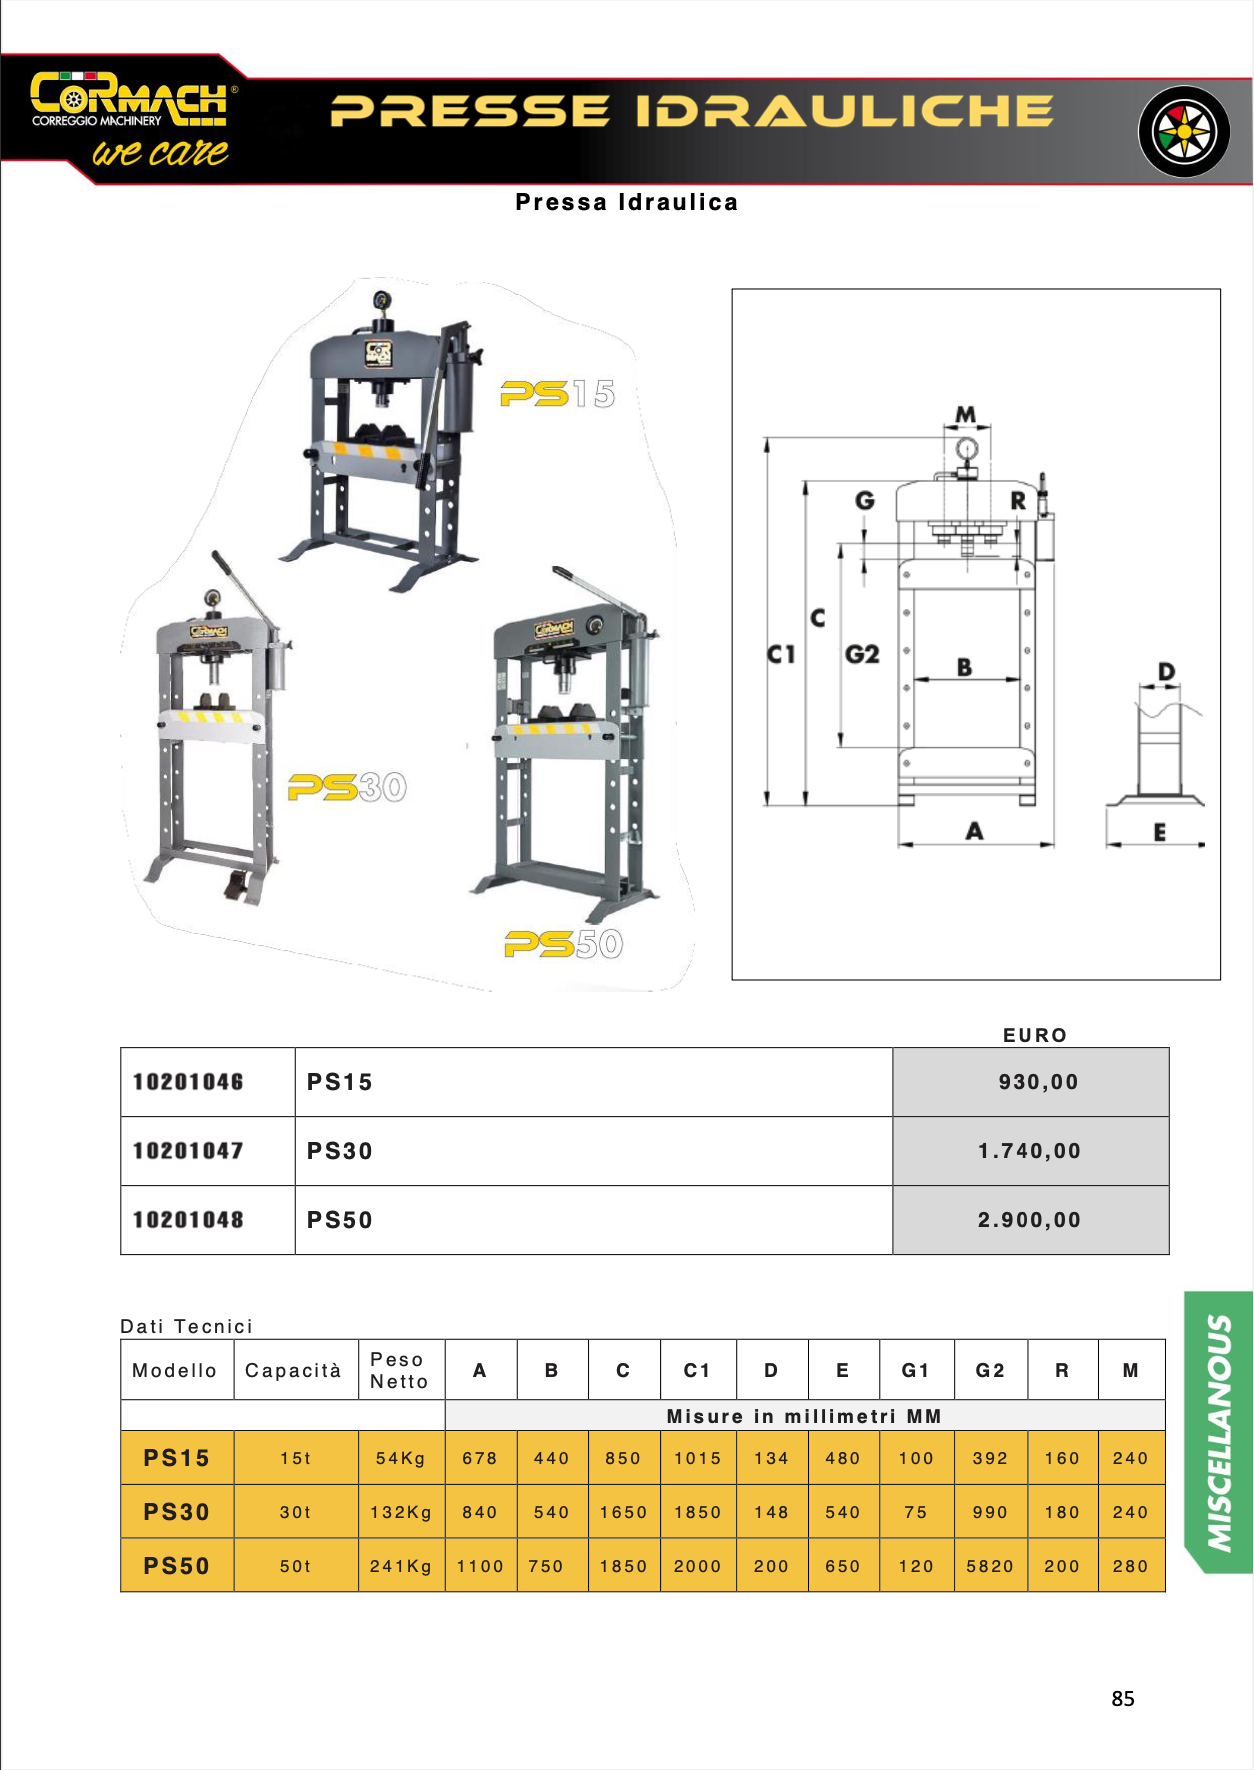 CORMACH®
CORREGGIO MACHINERY
we care
PRESSE IDRAULICHE
Pressa Idraulica
PS15
CORMACH
PS30
CORMACH
PS50
M
G R
C
C1 G2
B
D
A E
EURO
10201046 PS15 930,00
10201047 PS30 1.740,00
10201048 PS50 2.900,00
Dati Tecnici
Modello Capacità Peso Netto A B C C1 D E G1 G2 R M
Misure in millimetri MM
PS15 15t 54Kg 678 440 850 1015 134 480 100 392 160 240
PS30 30t 132Kg 840 540 1650 1850 148 540 75 990 180 240
PS50 50t 241Kg 1100 750 1850 2000 200 650 120 5820 200 280
MISCELLANOUS
85